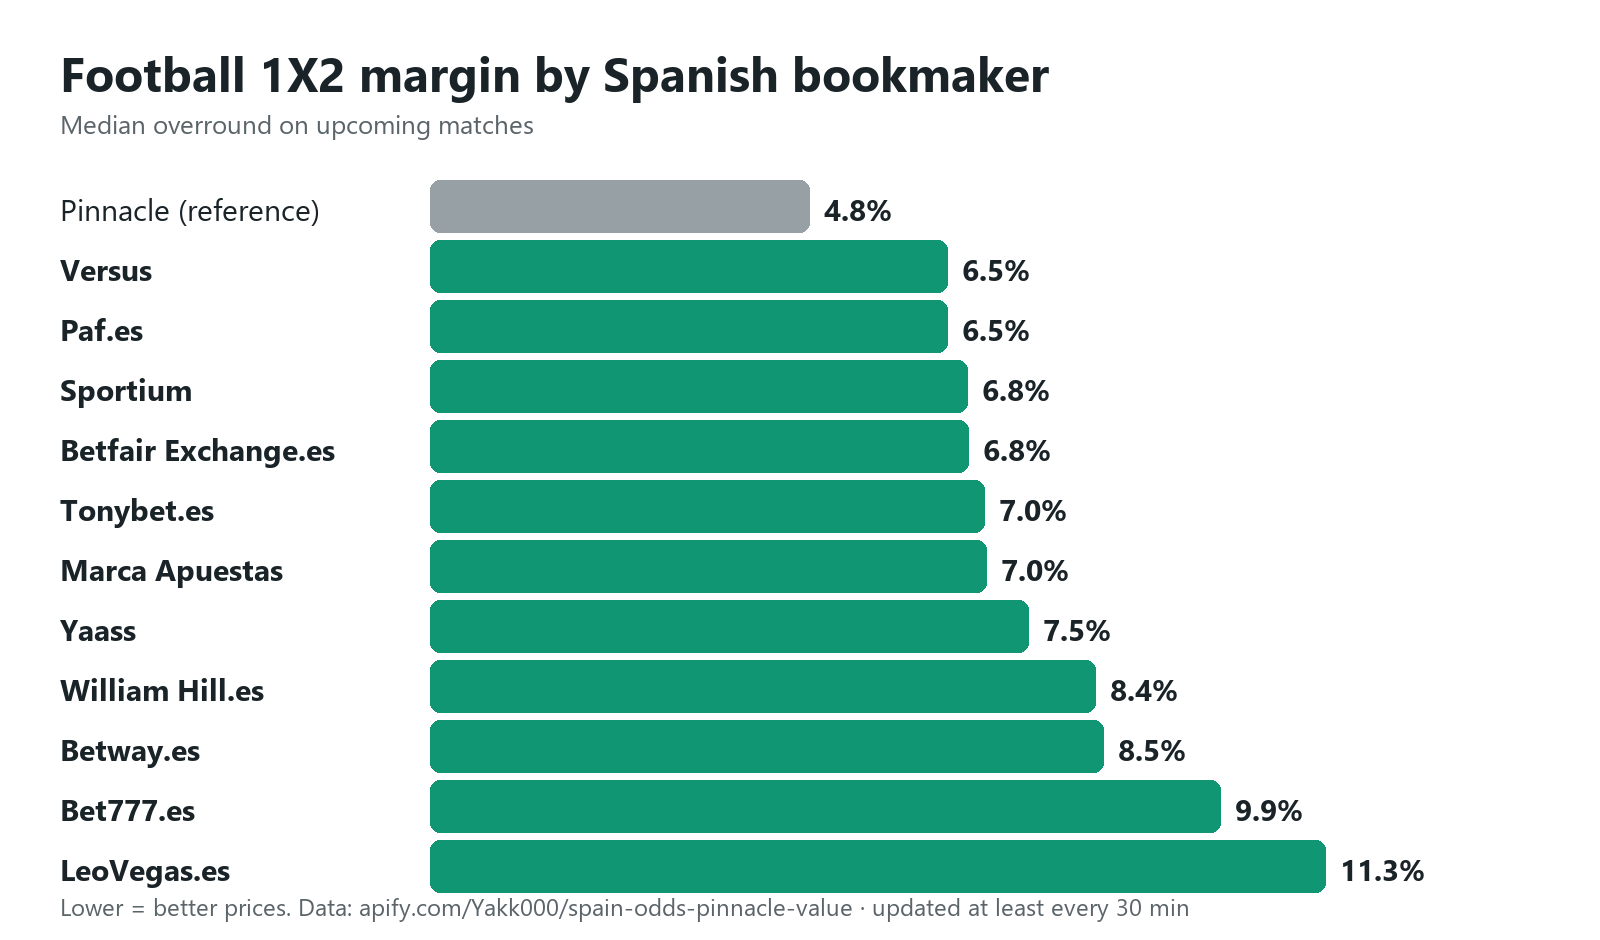 Football 1X2 margin by Spanish bookmaker
Median overround on upcoming matches
Pinnacle (reference) 4.8%
Versus 6.5%
Paf.es 6.5%
Sportium 6.8%
Betfair Exchange.es 6.8%
Tonybet.es 7.0%
Marca Apuestas 7.0%
Yaass 7.5%
William Hill.es 8.4%
Betway.es 8.5%
Bet777.es 9.9%
LeoVegas.es 11.3%
Lower = better prices. Data: apify.com/Yakk000/spain-odds-pinnacle-value · updated at least every 30 min